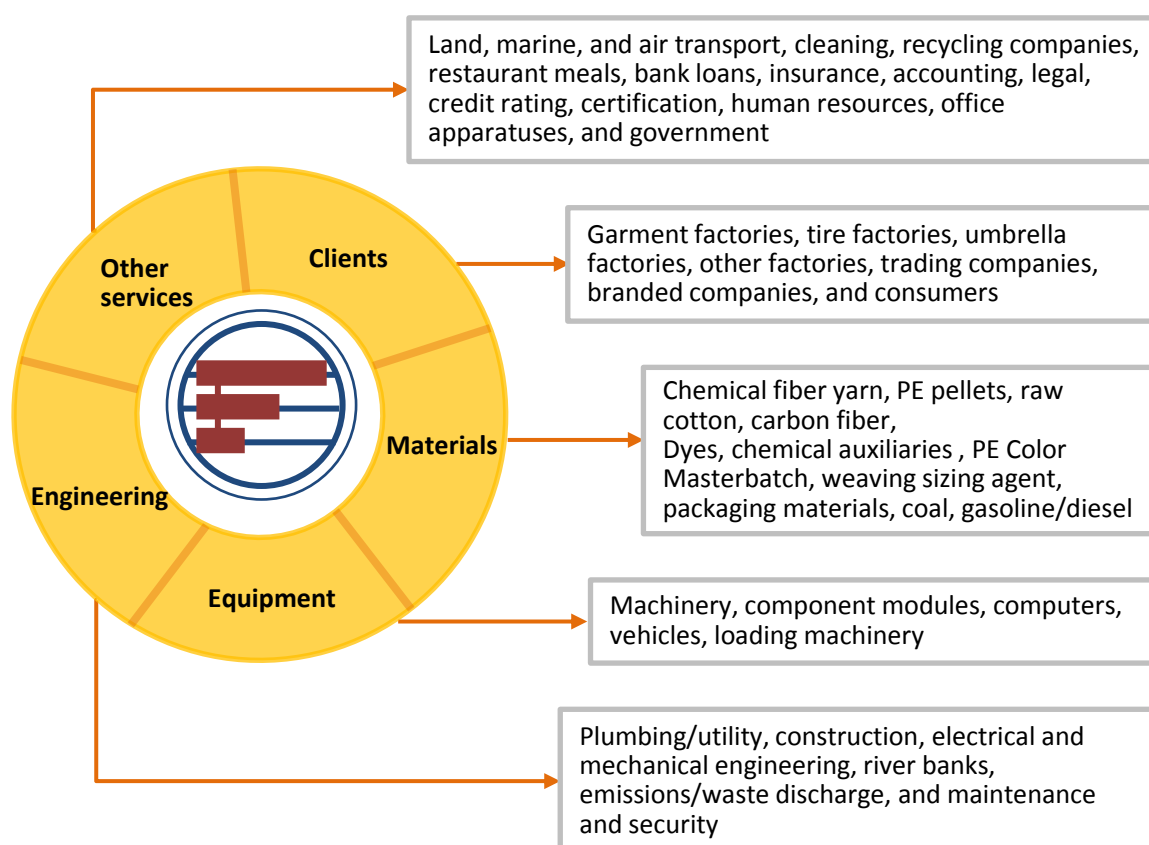 Land, marine, and air transport, cleaning, recycling companies,
restaurant meals, bank loans, insurance, accounting, legal,
credit rating, certification, human resources, office
apparatuses, and government
Other
services
Clients
Garment factories, tire factories, umbrella
factories, other factories, trading companies,
branded companies, and consumers
Materials
Chemical fiber yarn, PE pellets, raw
cotton, carbon fiber,
Dyes, chemical auxiliaries , PE Color
Masterbatch, weaving sizing agent,
packaging materials, coal, gasoline/diesel
Engineering
Equipment
Machinery, component modules, computers,
vehicles, loading machinery
Plumbing/utility, construction, electrical and
mechanical engineering, river banks,
emissions/waste discharge, and maintenance
and security